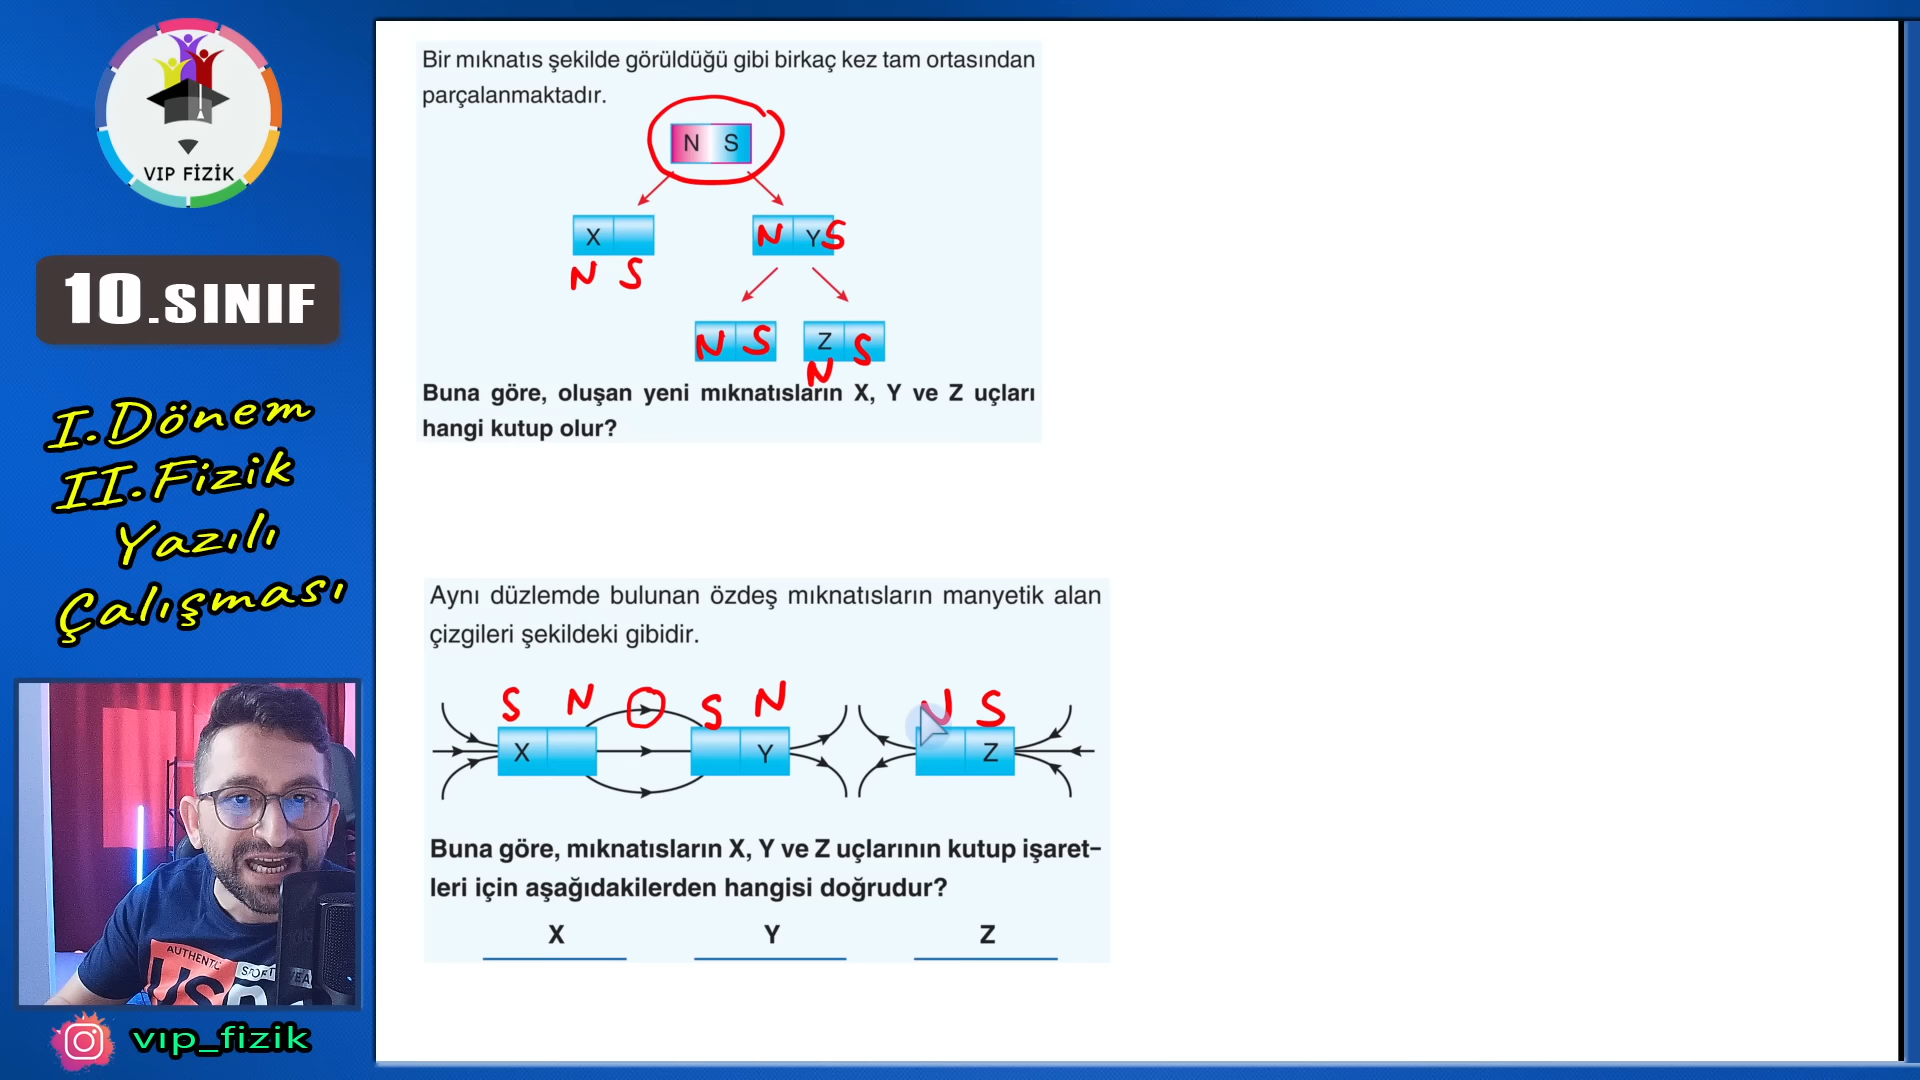 VIP FİZİK
10.SINIF
I.Dönem
II.Fizik
Yazılı
Çalışması
AUTHENTIC
vıp_fizik
Bir mıknatıs şekilde görüldüğü gibi birkaç kez tam ortasından
parçalanmaktadır.
N S
X N Y S
N S
N S Z S
N
Buna göre, oluşan yeni mıknatısların X, Y ve Z uçları
hangi kutup olur?
Aynı düzlemde bulunan özdeş mıknatısların manyetik alan
çizgileri şekildeki gibidir.
S N S N N S
X Y Z
Buna göre, mıknatısların X, Y ve Z uçlarının kutup işaret-
leri için aşağıdakilerden hangisi doğrudur?
X Y Z